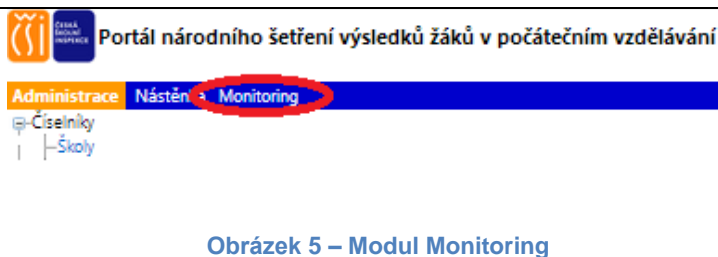 ČESKÁ
ŠKOLNÍ
INSPEKCE
Portál národního šetření výsledků žáků v počátečním vzdělávání
Administrace Nástěnka Monitoring
Číselníky
Školy
Obrázek 5 – Modul Monitoring